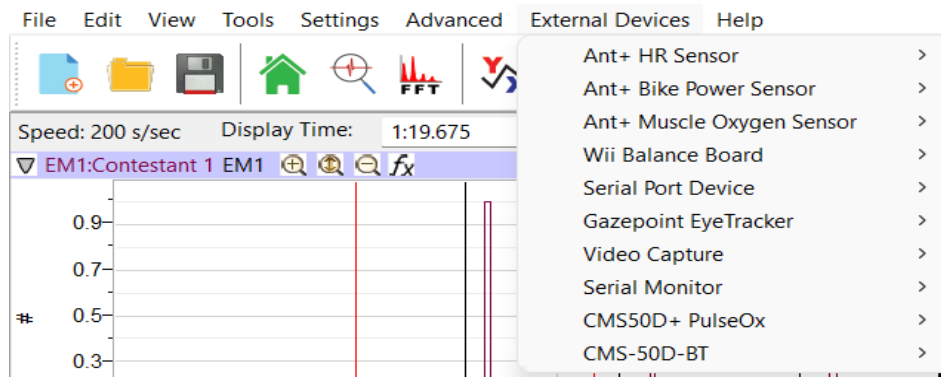 File Edit View Tools Settings Advanced External Devices Help
FFT
Y X
Speed: 200 s/sec Display Time: 1:19.675
EM1:Contestant 1 EM1 fx
0.9
0.7
0.5
0.3
#
Ant+ HR Sensor >
Ant+ Bike Power Sensor >
Ant+ Muscle Oxygen Sensor >
Wii Balance Board >
Serial Port Device >
Gazepoint EyeTracker >
Video Capture >
Serial Monitor >
CMS50D+ PulseOx >
CMS-50D-BT >